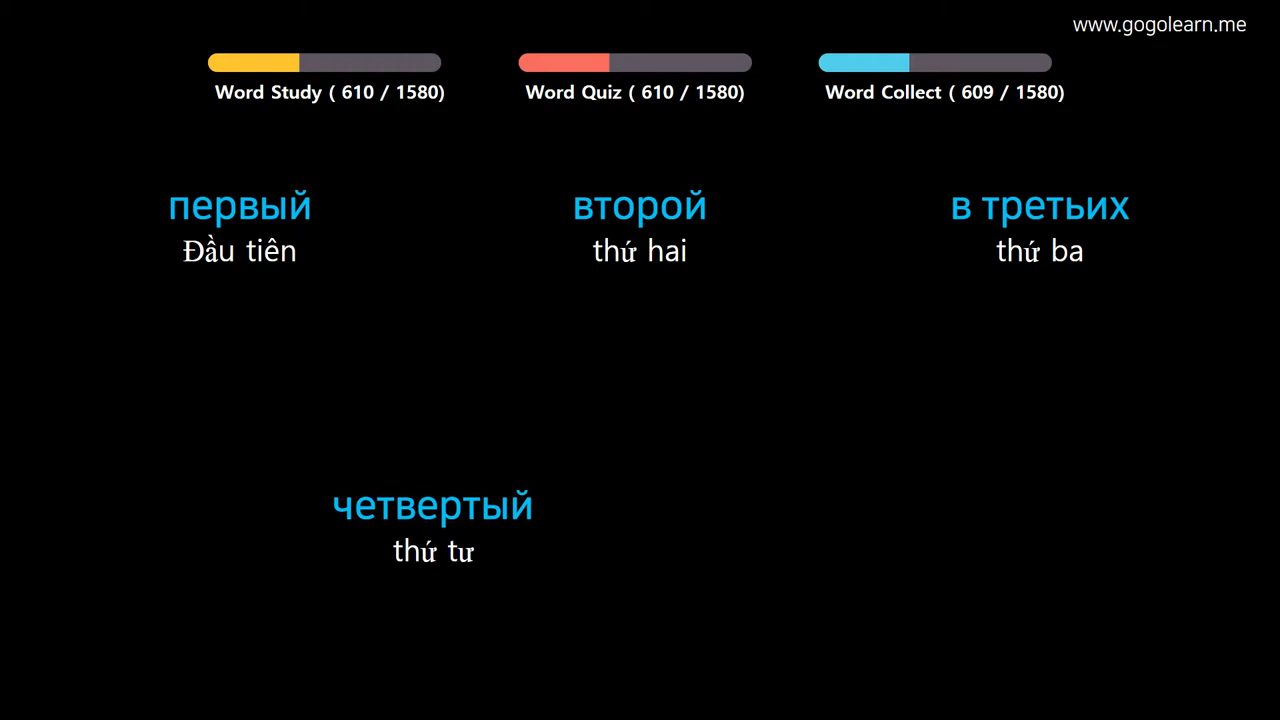 www.gogolearn.me
Word Study ( 610 / 1580)
Word Quiz ( 610 / 1580)
Word Collect ( 609 / 1580)
первый
Đầu tiên
второй
thứ hai
в третьих
thứ ba
четвертый
thứ tư